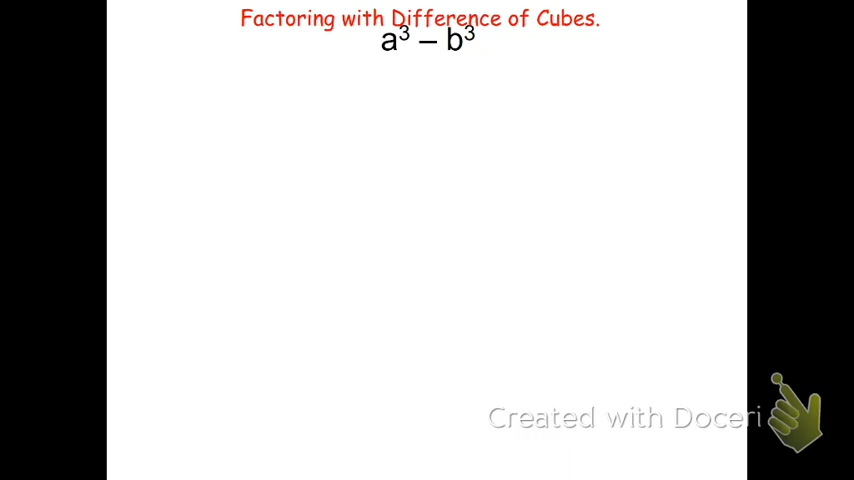 Factoring with Difference of Cubes.
a³ – b³
Created with Doceri